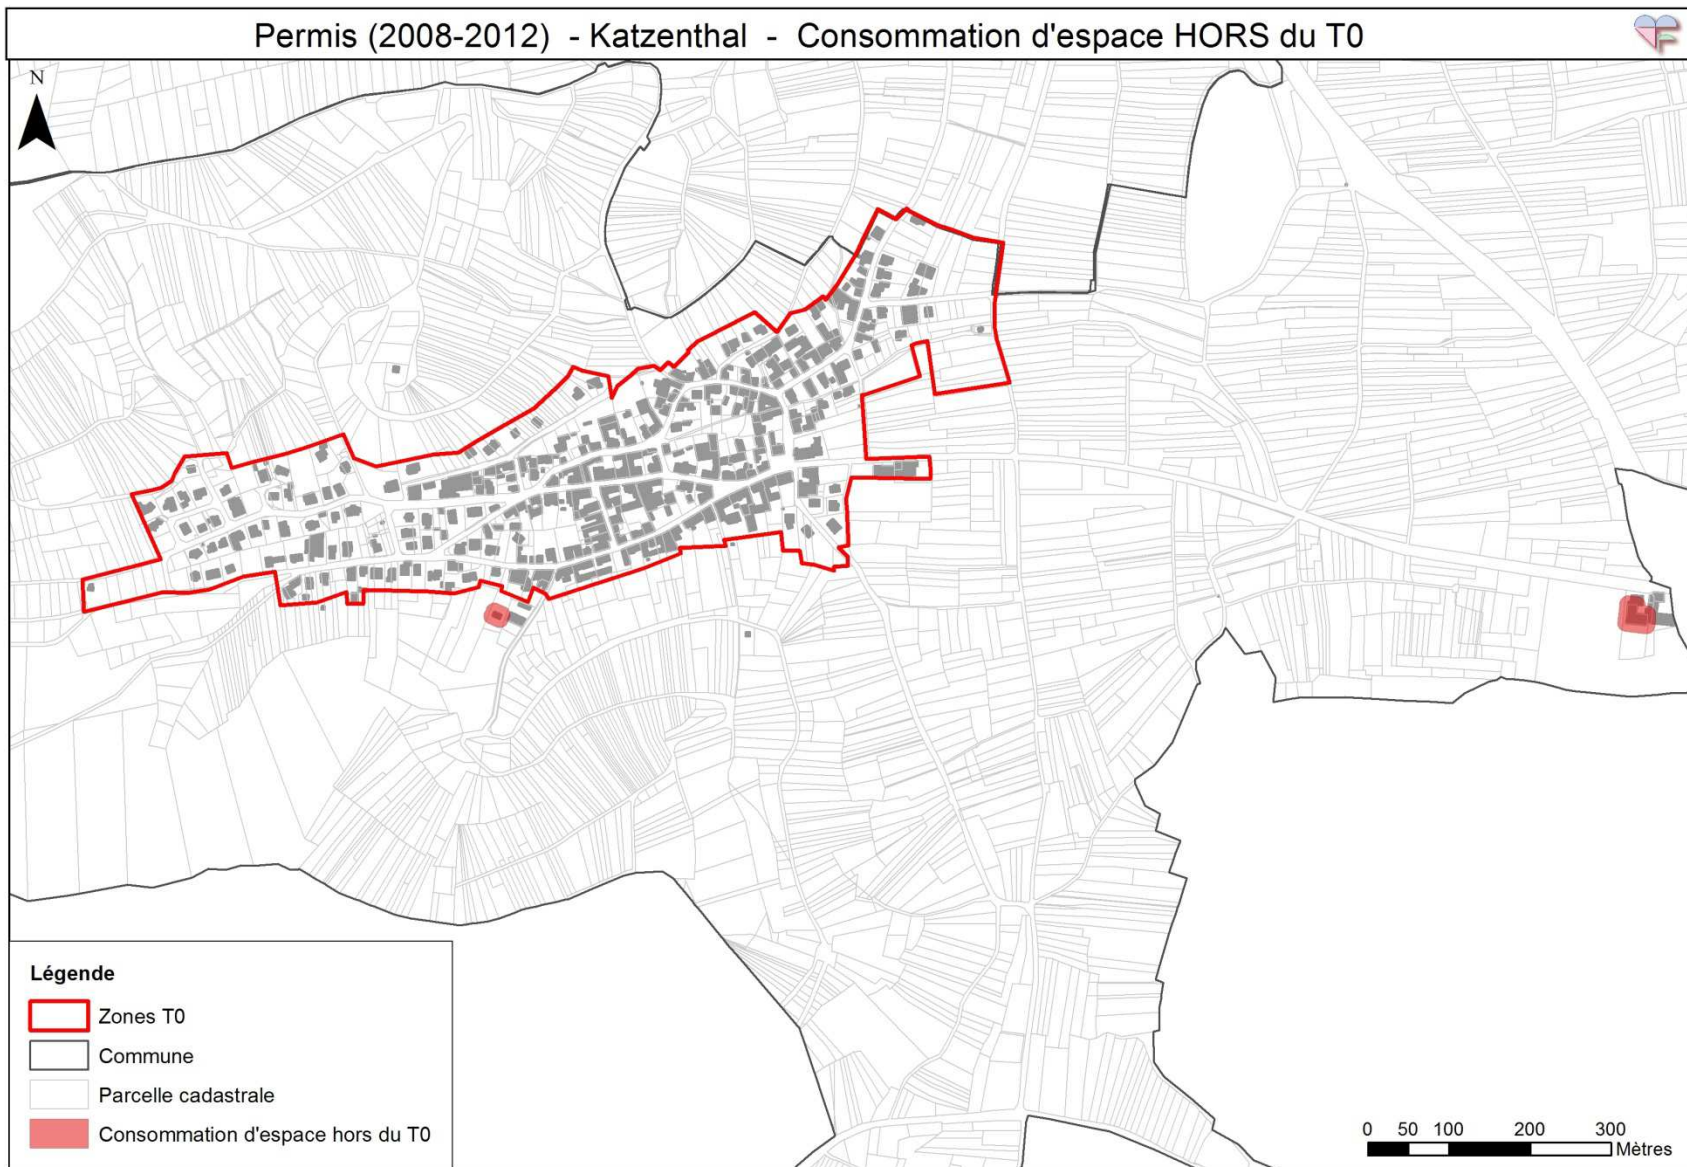 Permis (2008-2012) - Katzenthal - Consommation d'espace HORS du T0
N
Légende
Zones T0
Commune
Parcelle cadastrale
Consommation d'espace hors du T0
0 50 100 200 300
Mètres